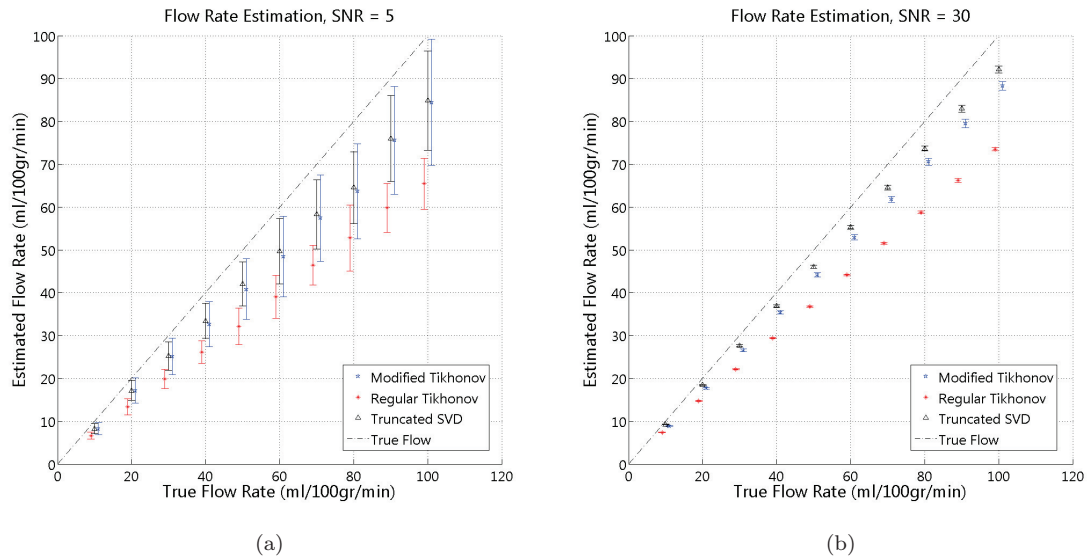 Flow Rate Estimation, SNR = 5
Estimated Flow Rate (ml/100gr/min)
100
90
80
70
60
50
40
30
20
10
0
0
20
40
60
80
100
120
Modified Tikhonov
Regular Tikhonov
Truncated SVD
True Flow
True Flow Rate (ml/100gr/min)
(a)
Flow Rate Estimation, SNR = 30
Estimated Flow Rate (ml/100gr/min)
100
90
80
70
60
50
40
30
20
10
0
0
20
40
60
80
100
120
Modified Tikhonov
Regular Tikhonov
Truncated SVD
True Flow
True Flow Rate (ml/100gr/min)
(b)